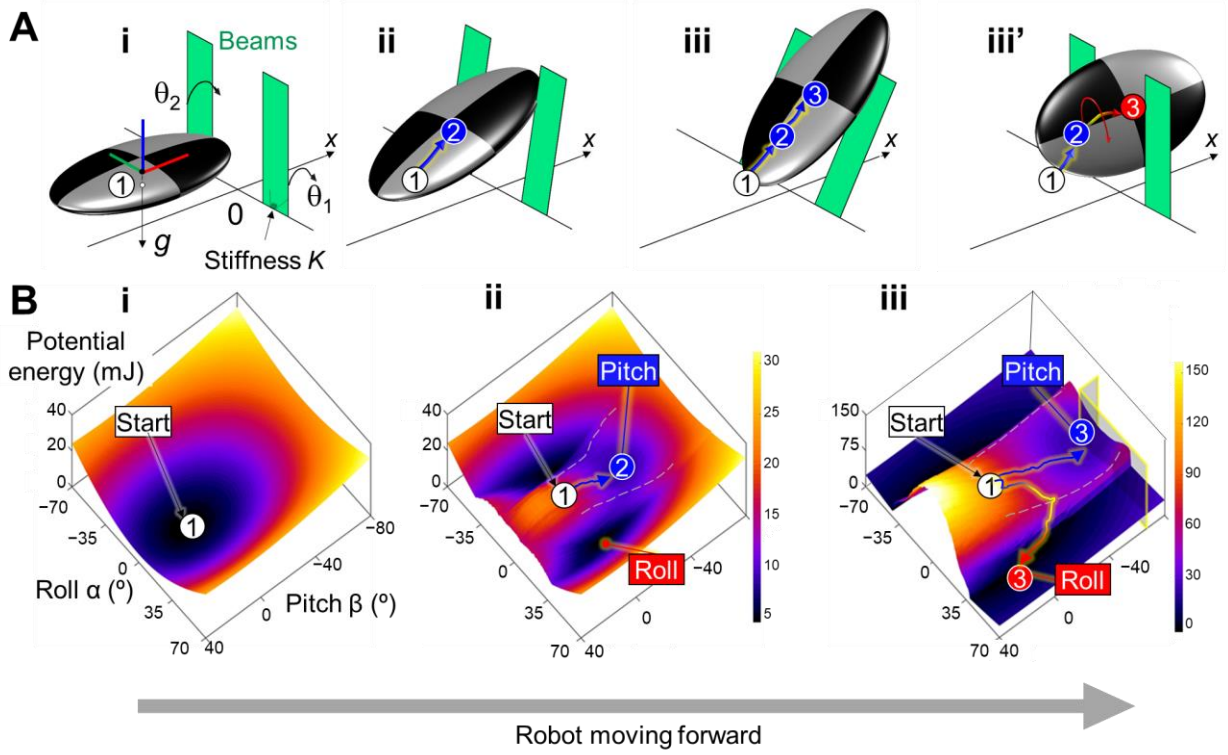 A
i
ii
iii
iii'
Beams
θ2
x
x
x
x
1
0
θ1
g
Stiffness K
2
1
3
2
1
3
2
1
B
i
ii
iii
Potential
energy (mJ)
40
20
0
−70
−35
0
35
70
40
0
−40
−80
Roll α (º)
Pitch β (º)
Start
1
40
20
0
−70
−35
0
35
70
40
0
−40
Start
1
Pitch
2
Roll
30
25
20
15
10
5
150
75
0
−70
0
35
70
40
0
−40
Start
1
Pitch
3
3
Roll
150
120
90
60
30
0
Robot moving forward